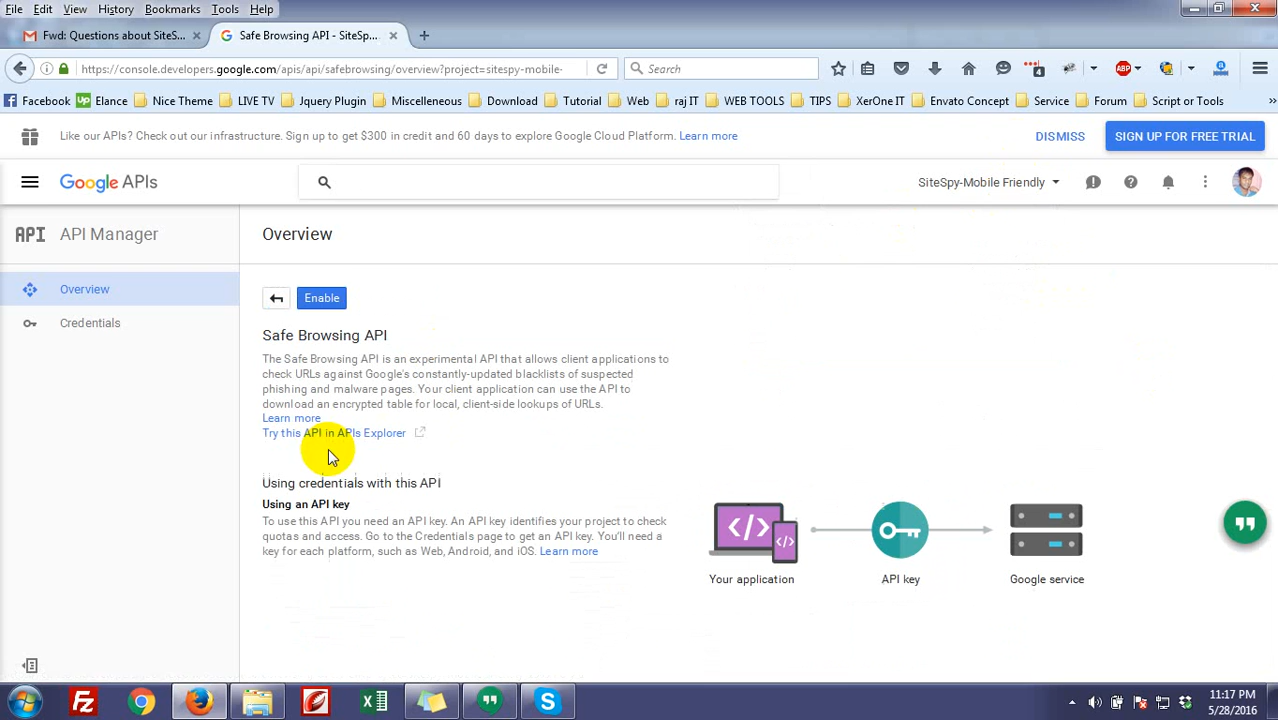 File Edit View History Bookmarks Tools Help
Fwd: Questions about SiteS...
Safe Browsing API - SiteSpy...
https://console.developers.google.com/apis/api/safebrowsing/overview?project=sitespy-mobile-
Search
4
ABP
Facebook Elance Nice Theme LIVE TV Jquery Plugin Miscelleneous Download Tutorial Web raj IT WEB TOOLS TIPS XerOne IT Envato Concept Service Forum Script or Tools
Like our APIs? Check out our infrastructure. Sign up to get $300 in credit and 60 days to explore Google Cloud Platform. Learn more
DISMISS
SIGN UP FOR FREE TRIAL
Google APIs
SiteSpy-Mobile Friendly
API API Manager
Overview
Overview
Credentials
Enable
Safe Browsing API
The Safe Browsing API is an experimental API that allows client applications to
check URLs against Google's constantly-updated blacklists of suspected
phishing and malware pages. Your client application can use the API to
download an encrypted table for local, client-side lookups of URLs.
Learn more
Try this API in APIs Explorer
Using credentials with this API
Using an API key
To use this API you need an API key. An API key identifies your project to check
quotas and access. Go to the Credentials page to get an API key. You'll need a
key for each platform, such as Web, Android, and iOS. Learn more
Your application
API key
Google service
11:17 PM
5/28/2016